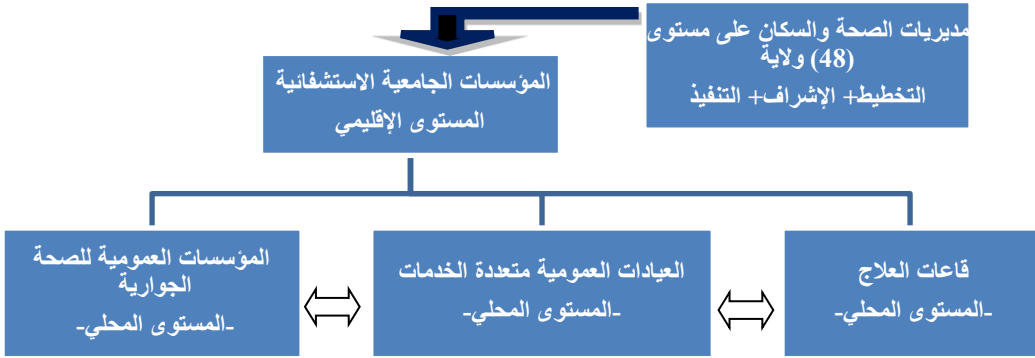 مديريات الصحة والسكان على مستوى
(48) ولاية
التخطيط+ الإشراف+ التنفيذ
المؤسسات الجامعية الاستشفائية
المستوى الإقليمي
قاعات العلاج
-المستوى المحلي-
العيادات العمومية متعددة الخدمات
-المستوى المحلي-
المؤسسات العمومية للصحة
الجوارية
-المستوى المحلي-